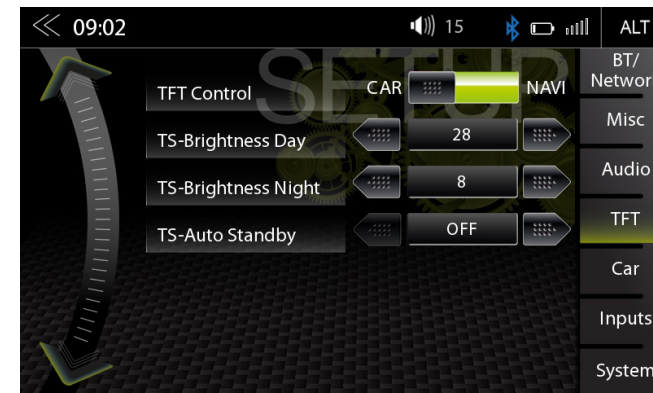 09:02
15
ALT
SETUP
TFT Control
CAR
NAVI
TS-Brightness Day
28
TS-Brightness Night
8
TS-Auto Standby
OFF
BT/
Networ
Misc
Audio
TFT
Car
Inputs
System